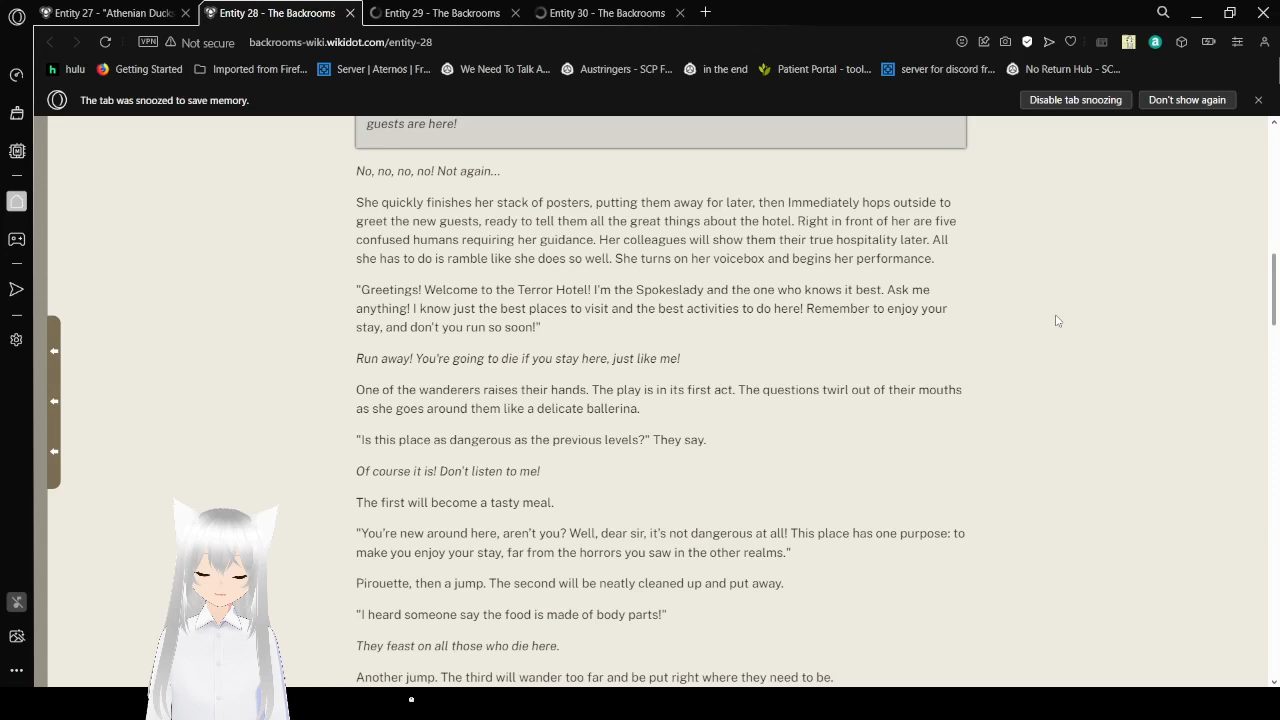 Entity 27 - "Athenian Ducks
Entity 28 - The Backrooms
Entity 29 - The Backrooms
Entity 30 - The Backrooms
VPN
Not secure
backrooms-wiki.wikidot.com/entity-28
hulu
Getting Started
Imported from Firef...
Server | Aternos | Fr...
We Need To Talk A...
Austringers - SCP F...
in the end
Patient Portal - tool...
server for discord fr...
No Return Hub - SC...
The tab was snoozed to save memory.
Disable tab snoozing
Don't show again
guests are here!
No, no, no, no! Not again...
She quickly finishes her stack of posters, putting them away for later, then Immediately hops outside to
greet the new guests, ready to tell them all the great things about the hotel. Right in front of her are five
confused humans requiring her guidance. Her colleagues will show them their true hospitality later. All
she has to do is ramble like she does so well. She turns on her voicebox and begins her performance.
"Greetings! Welcome to the Terror Hotel! I'm the Spokeslady and the one who knows it best. Ask me
anything! I know just the best places to visit and the best activities to do here! Remember to enjoy your
stay, and don't you run so soon!"
Run away! You're going to die if you stay here, just like me!
One of the wanderers raises their hands. The play is in its first act. The questions twirl out of their mouths
as she goes around them like a delicate ballerina.
"Is this place as dangerous as the previous levels?" They say.
Of course it is! Don't listen to me!
The first will become a tasty meal.
"You're new around here, aren't you? Well, dear sir, it's not dangerous at all! This place has one purpose: to
make you enjoy your stay, far from the horrors you saw in the other realms."
Pirouette, then a jump. The second will be neatly cleaned up and put away.
"I heard someone say the food is made of body parts!"
They feast on all those who die here.
Another jump. The third will wander too far and be put right where they need to be.